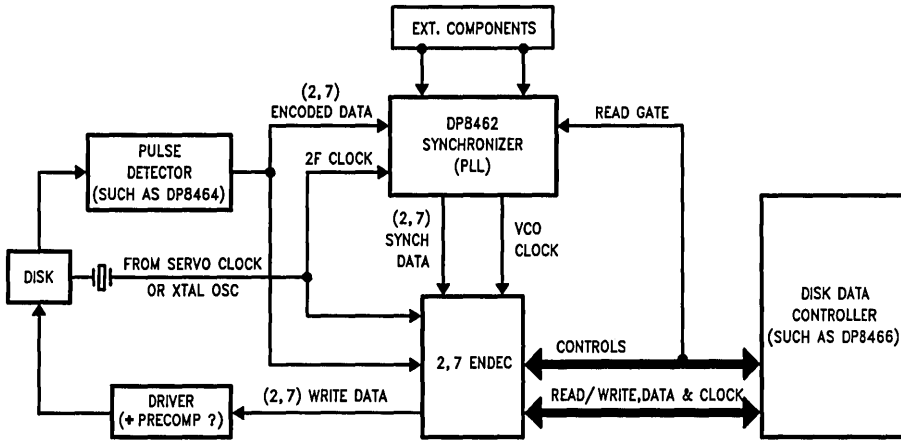 EXT. COMPONENTS
(2,7)
ENCODED DATA
DP8462
SYNCHRONIZER
(PLL)
READ GATE
PULSE
DETECTOR
(SUCH AS DP8464)
2F CLOCK
(2,7)
SYNCH
DATA
VCO
CLOCK
DISK
FROM SERVO CLOCK
OR XTAL OSC
DISK DATA
CONTROLLER
(SUCH AS DP8466)
2,7 ENDEC
CONTROLS
DRIVER
(+ PRECOMP ?)
(2,7) WRITE DATA
READ/WRITE,DATA & CLOCK